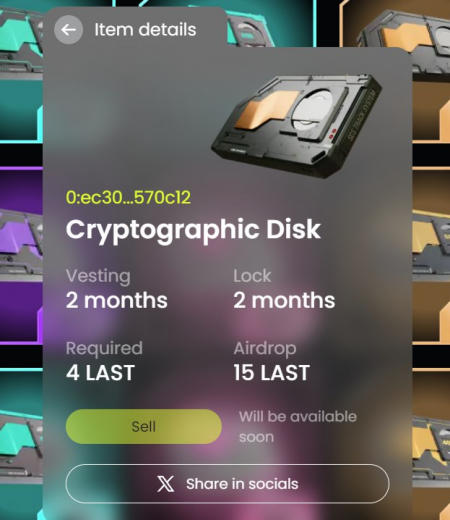 Item details
0:ec30...570c12
Cryptographic Disk
Vesting
Lock
2 months
2 months
Required
Airdrop
4 LAST
15 LAST
Sell
Will be available
soon
Share in socials